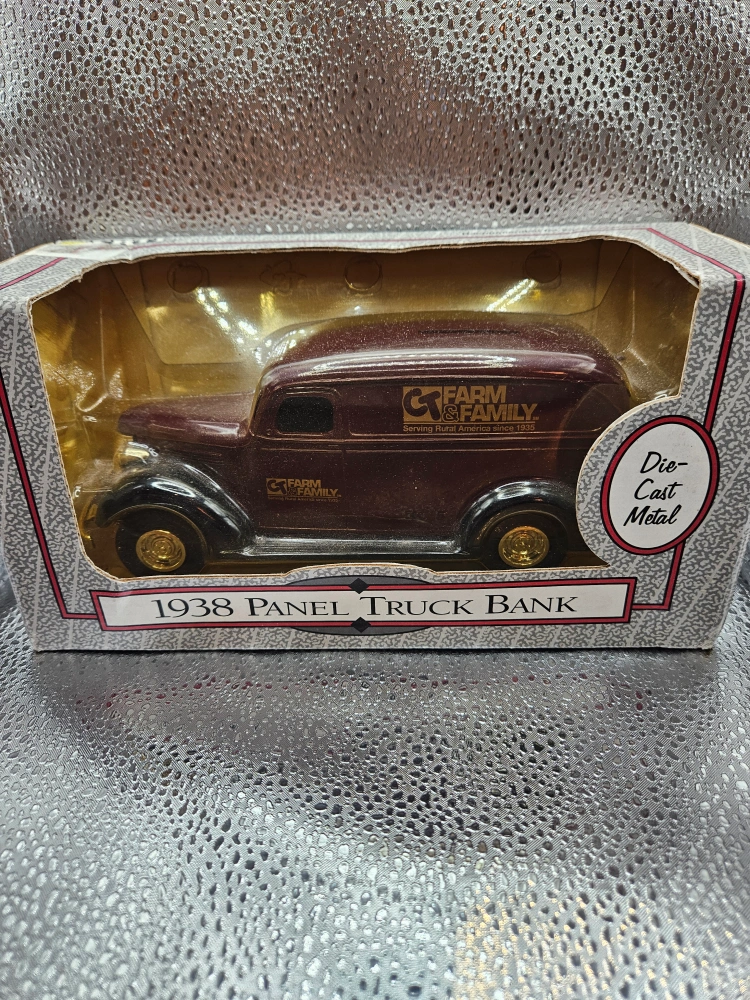 CT FARM
& FAMILY
Serving Rural America since 1935
CT FARM
& FAMILY
Die-
Cast
Metal
1938 PANEL TRUCK BANK